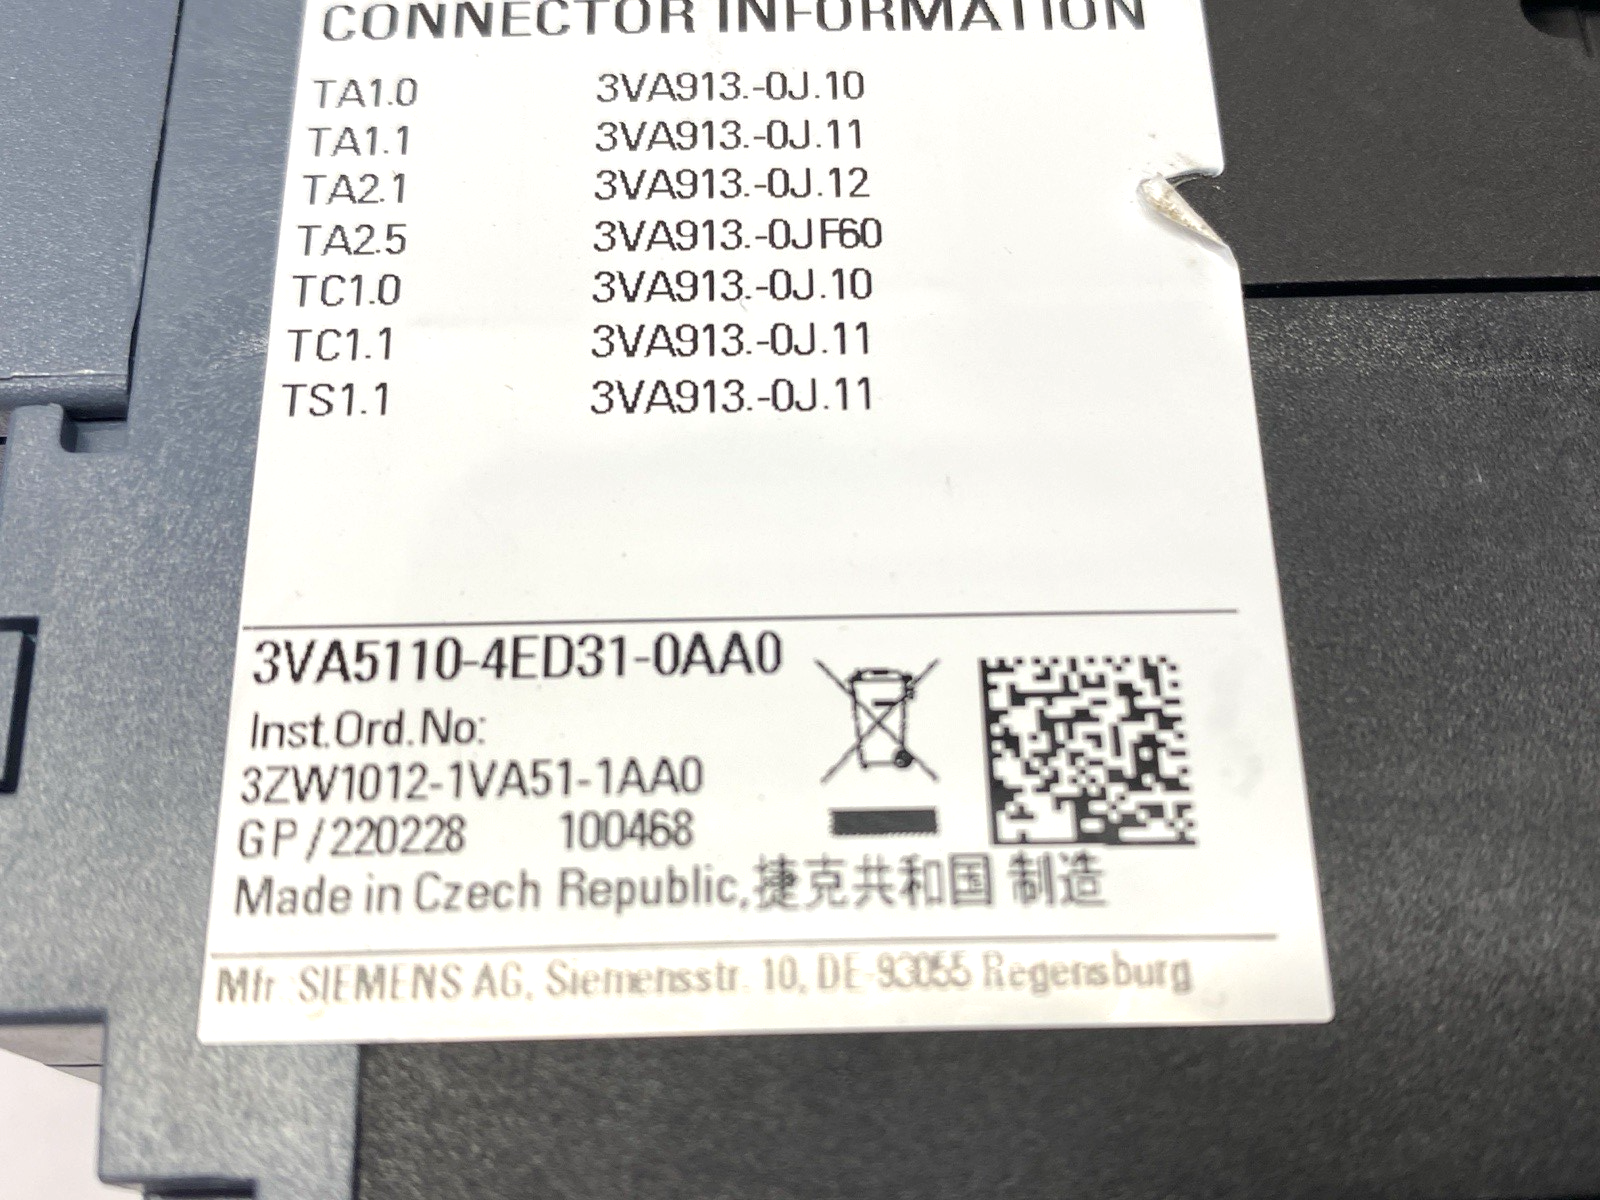 CONNECTOR INFORMATION
TA1.0 3VA913.-0J.10
TA1.1 3VA913.-0J.11
TA2.1 3VA913.-0J.12
TA2.5 3VA913.-0JF60
TC1.0 3VA913.-0J.10
TC1.1 3VA913.-0J.11
TS1.1 3VA913.-0J.11
3VA5110-4ED31-0AA0
Inst.Ord.No:
3ZW1012-1VA51-1AA0
GP/220228 100468
Made in Czech Republic,捷克共和国 制造
Mfr SIEMENS AG, Siemensstr. 10, DE-93055 Regensburg